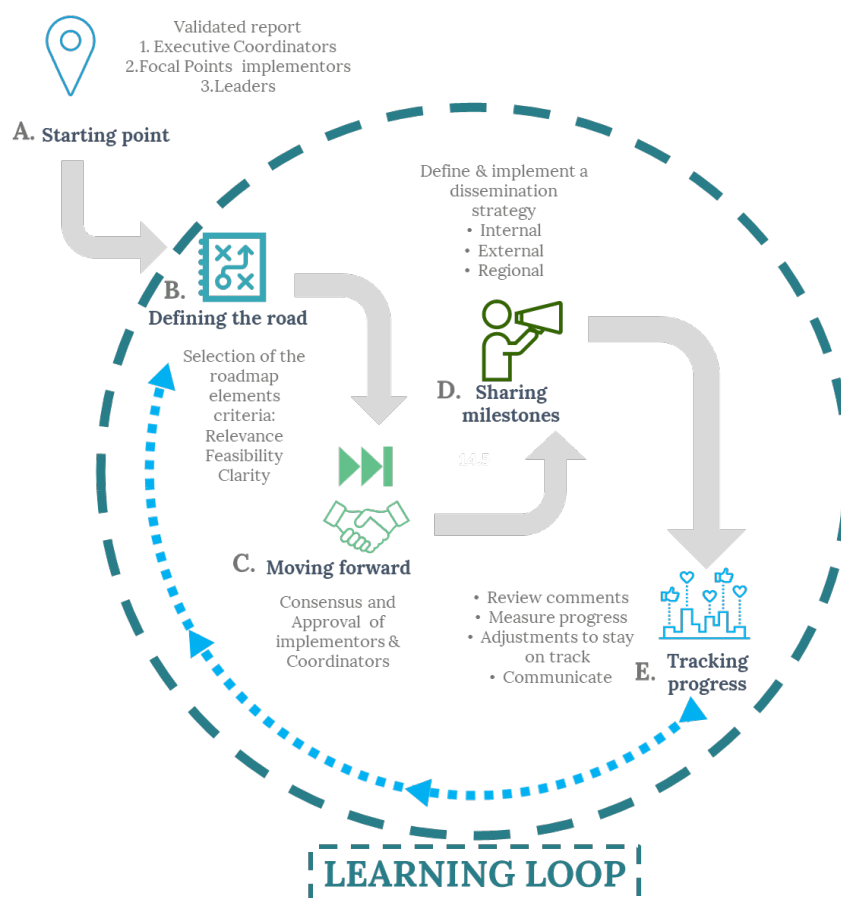 Validated report
1. Executive Coordinators
2.Focal Points implementors
3.Leaders
A. Starting point
B.
Defining the road
Selection of the
roadmap
elements
criteria:
Relevance
Feasibility
Clarity
C. Moving forward
Consensus and
Approval of
implementors &
Coordinators
Define & implement a
dissemination
strategy
• Internal
• External
• Regional
D. Sharing
milestones
14.5
• Review comments
• Measure progress
• Adjustments to stay
on track
• Communicate
E. Tracking
progress
LEARNING LOOP